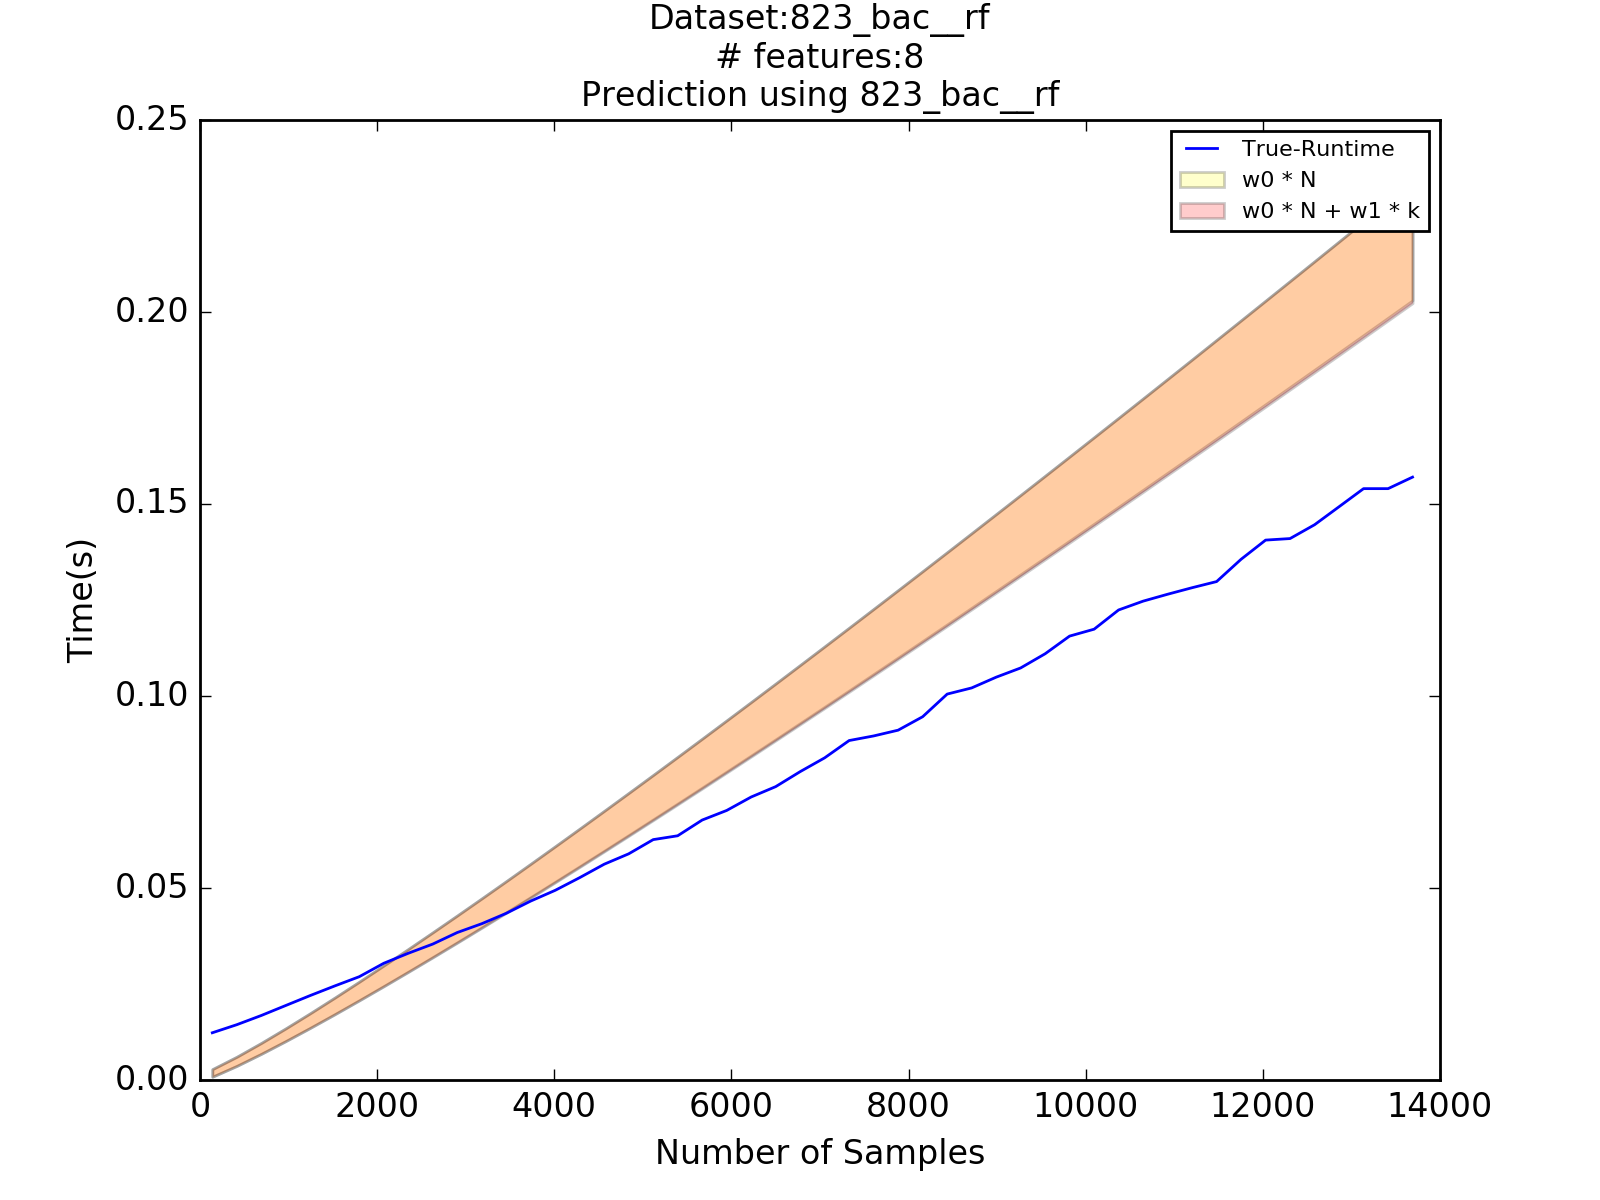 Dataset:823_bac__rf
# features:8
Prediction using 823_bac__rf
0.25
0.20
0.15
0.10
0.05
0.00
Time(s)
True-Runtime
w0 * N
w0 * N + w1 * k
0 2000 4000 6000 8000 10000 12000 14000
Number of Samples